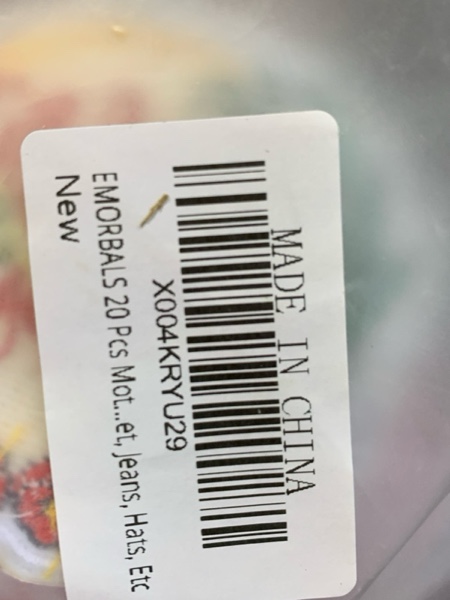 MADE IN CHINA
X004KRYU29
EMORBALS 20 Pcs Mot...et, Jeans, Hats, Etc
New